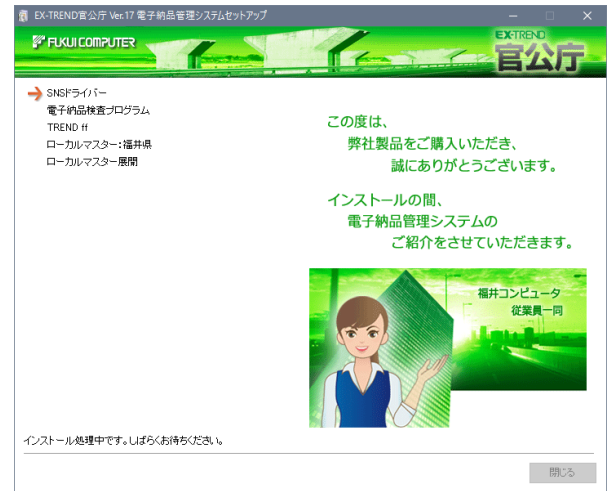 EX-TREND官公庁 Ver.17 電子納品管理システムセットアップ
FUKUI COMPUTER
EX-TREND
官公庁
SNSドライバー
電子納品検査プログラム
TREND ff
ローカルマスター：福井県
ローカルマスター展開
この度は、
弊社製品をご購入いただき、
誠にありがとうございます。
インストールの間、
電子納品管理システムの
ご紹介をさせていただきます。
福井コンピュータ
従業員一同
インストール処理中です。しばらくお待ちください。
閉じる